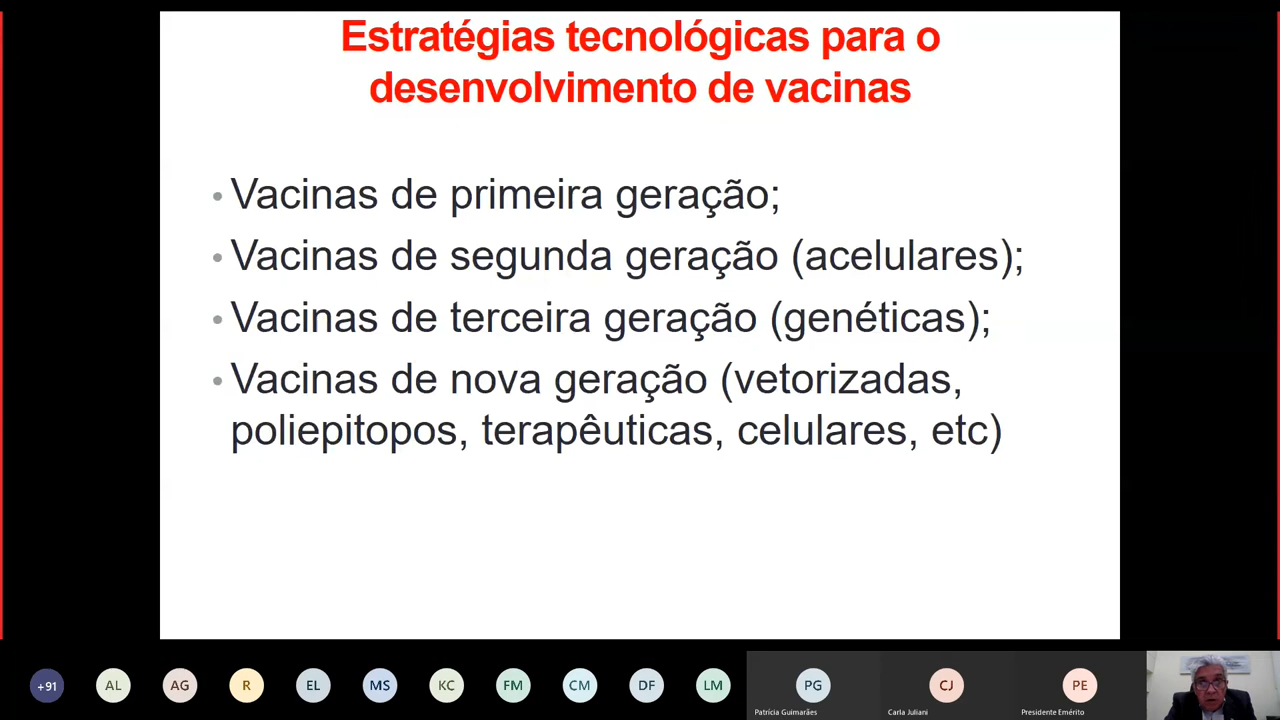 Estratégias tecnológicas para o
desenvolvimento de vacinas
• Vacinas de primeira geração;
• Vacinas de segunda geração (acelulares);
• Vacinas de terceira geração (genéticas);
• Vacinas de nova geração (vetorizadas,
poliepitopos, terapêuticas, celulares, etc)
+91 AL AG R EL MS KC FM CM DF LM PG CJ PE
Patrícia Guimarães Carla Juliani Presidente Emérito